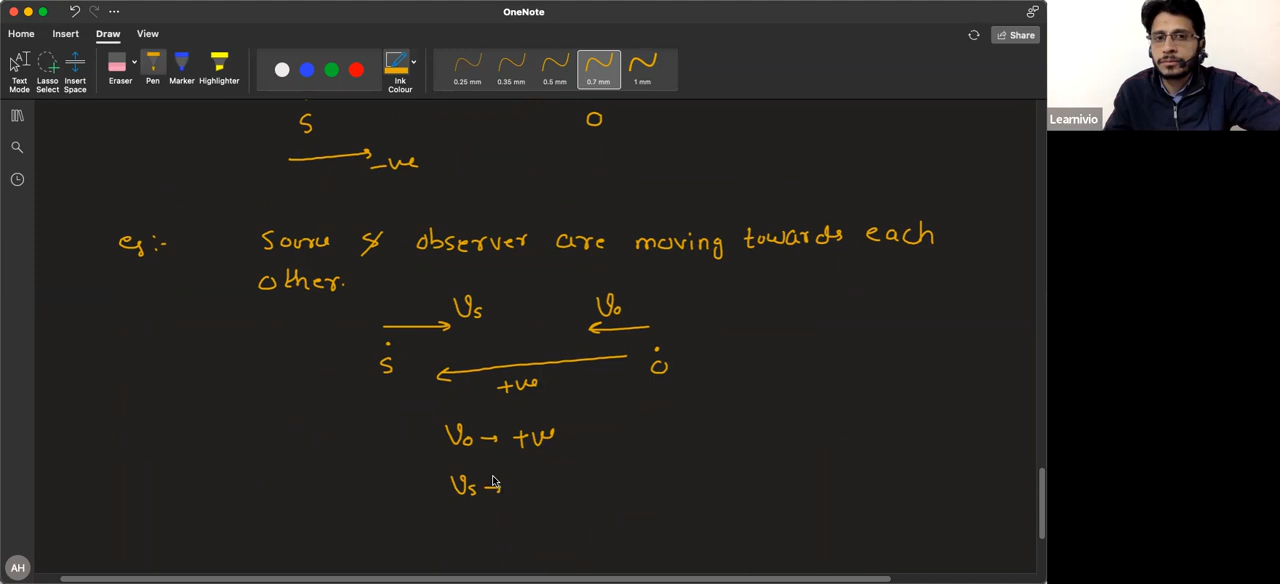 OneNote
Home Insert Draw View
Share
Text Mode Lasso Select Insert Space Eraser Pen Marker Highlighter Ink Colour 0.25 mm 0.35 mm 0.5 mm 0.7 mm 1 mm
Learnivio
S O
-ve
eg:- Source & observer are moving towards each
other.
Vs Vo
S O
+ve
Vo → +ve
Vs →
AH